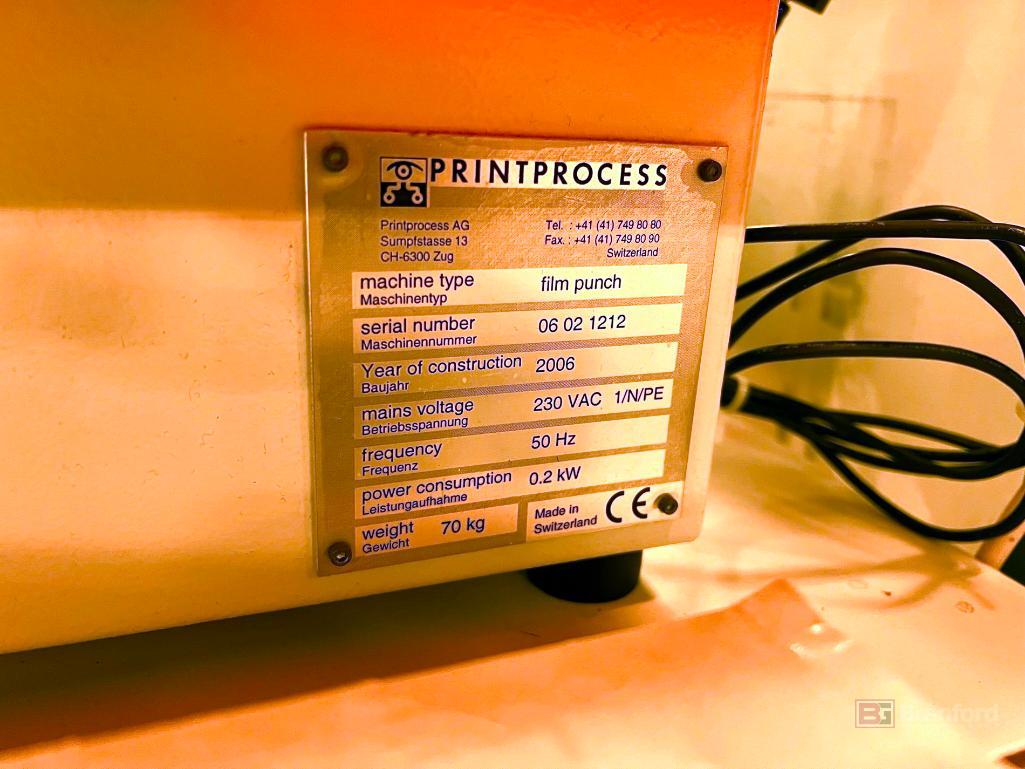 PRINTPROCESS
Printprocess AG
Sumpfstasse 13
CH-6300 Zug
Tel. : +41 (41) 749 80 80
Fax. : +41 (41) 749 80 90
Switzerland
machine type film punch
Maschinentyp
serial number 06 02 1212
Maschinennummer
Year of construction 2006
Baujahr
mains voltage 230 VAC 1/N/PE
Betriebsspannung
frequency 50 Hz
Frequenz
power consumption 0.2 kW
Leistungaufhahme
weight 70 kg
Gewicht
Made in
Switzerland
CE
BG